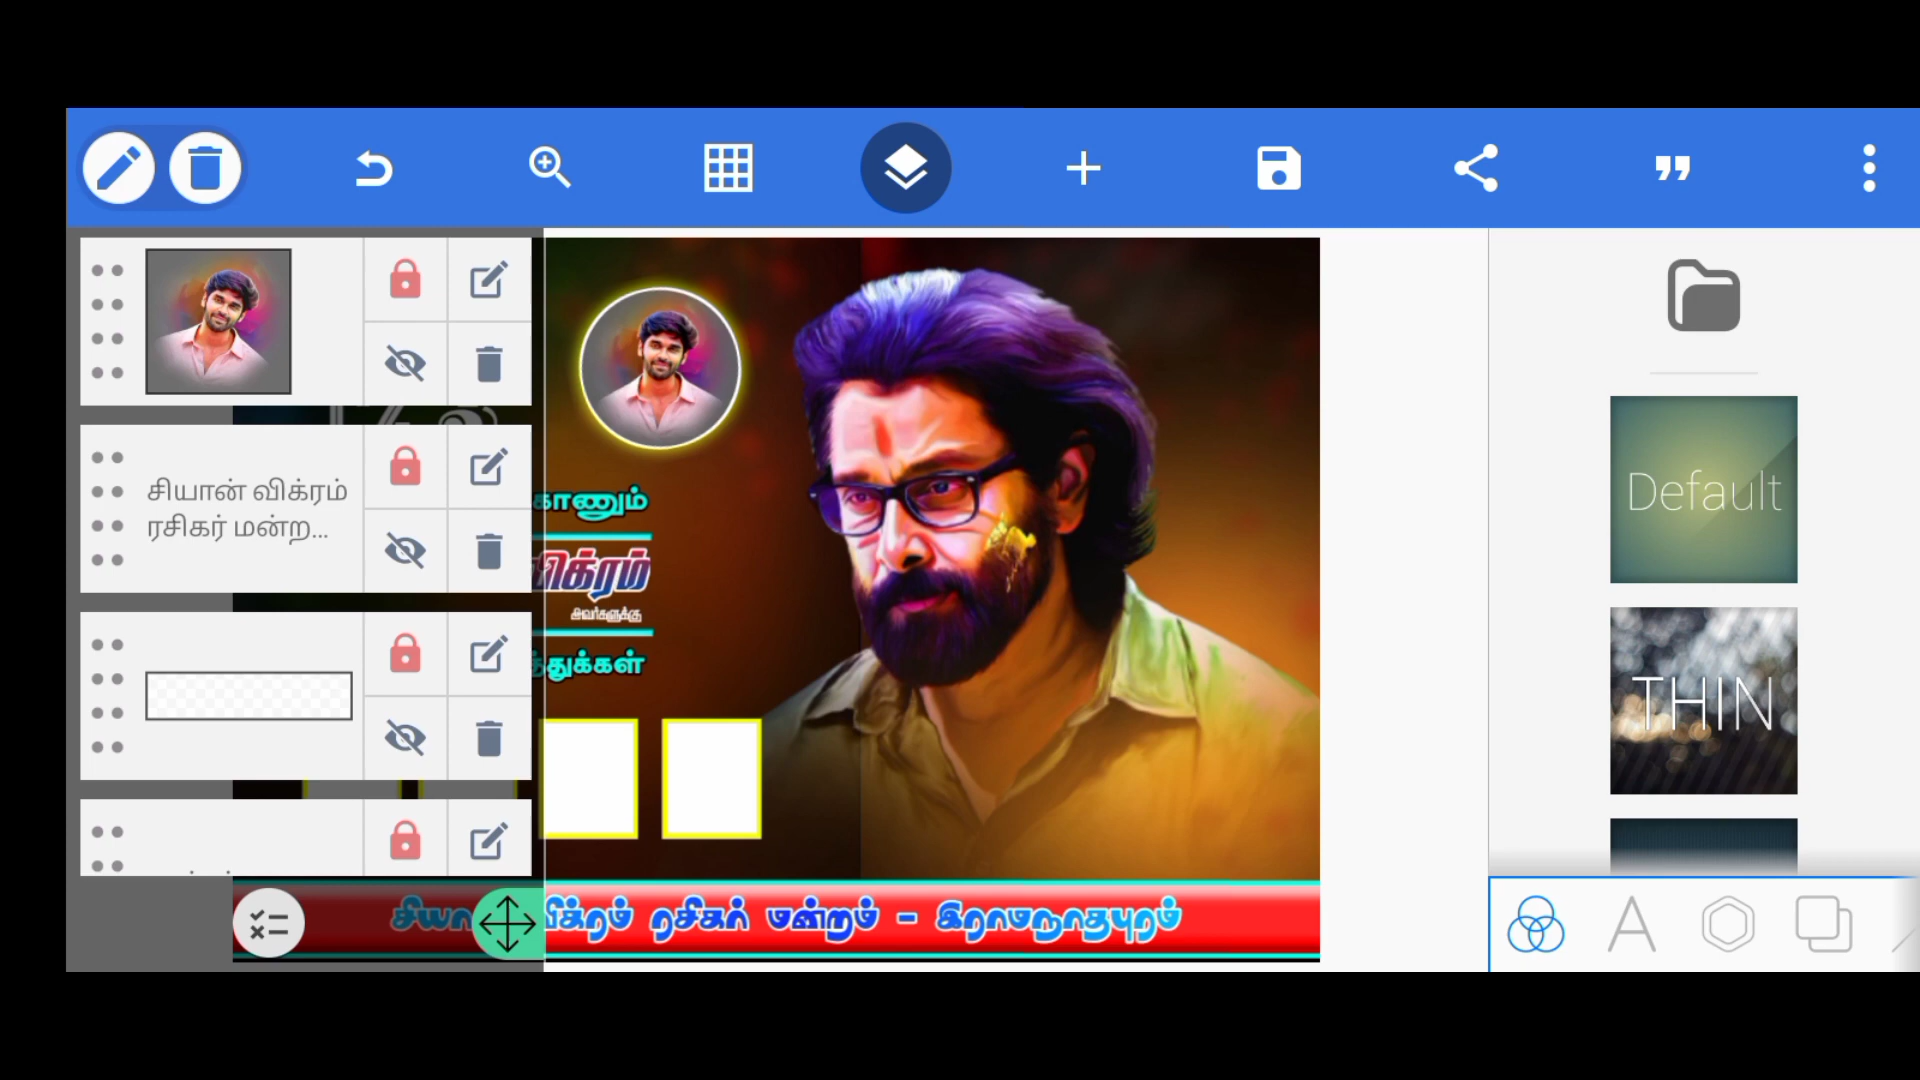 சியான் விக்ரம்
ரசிகர் மன்ற...
காணும்
விக்ரம்
அவர்களுக்கு
த்துக்கள்
விக்ரம் ரசிகர் மன்றம் - இராமநாதபுரம்
Default
THIN